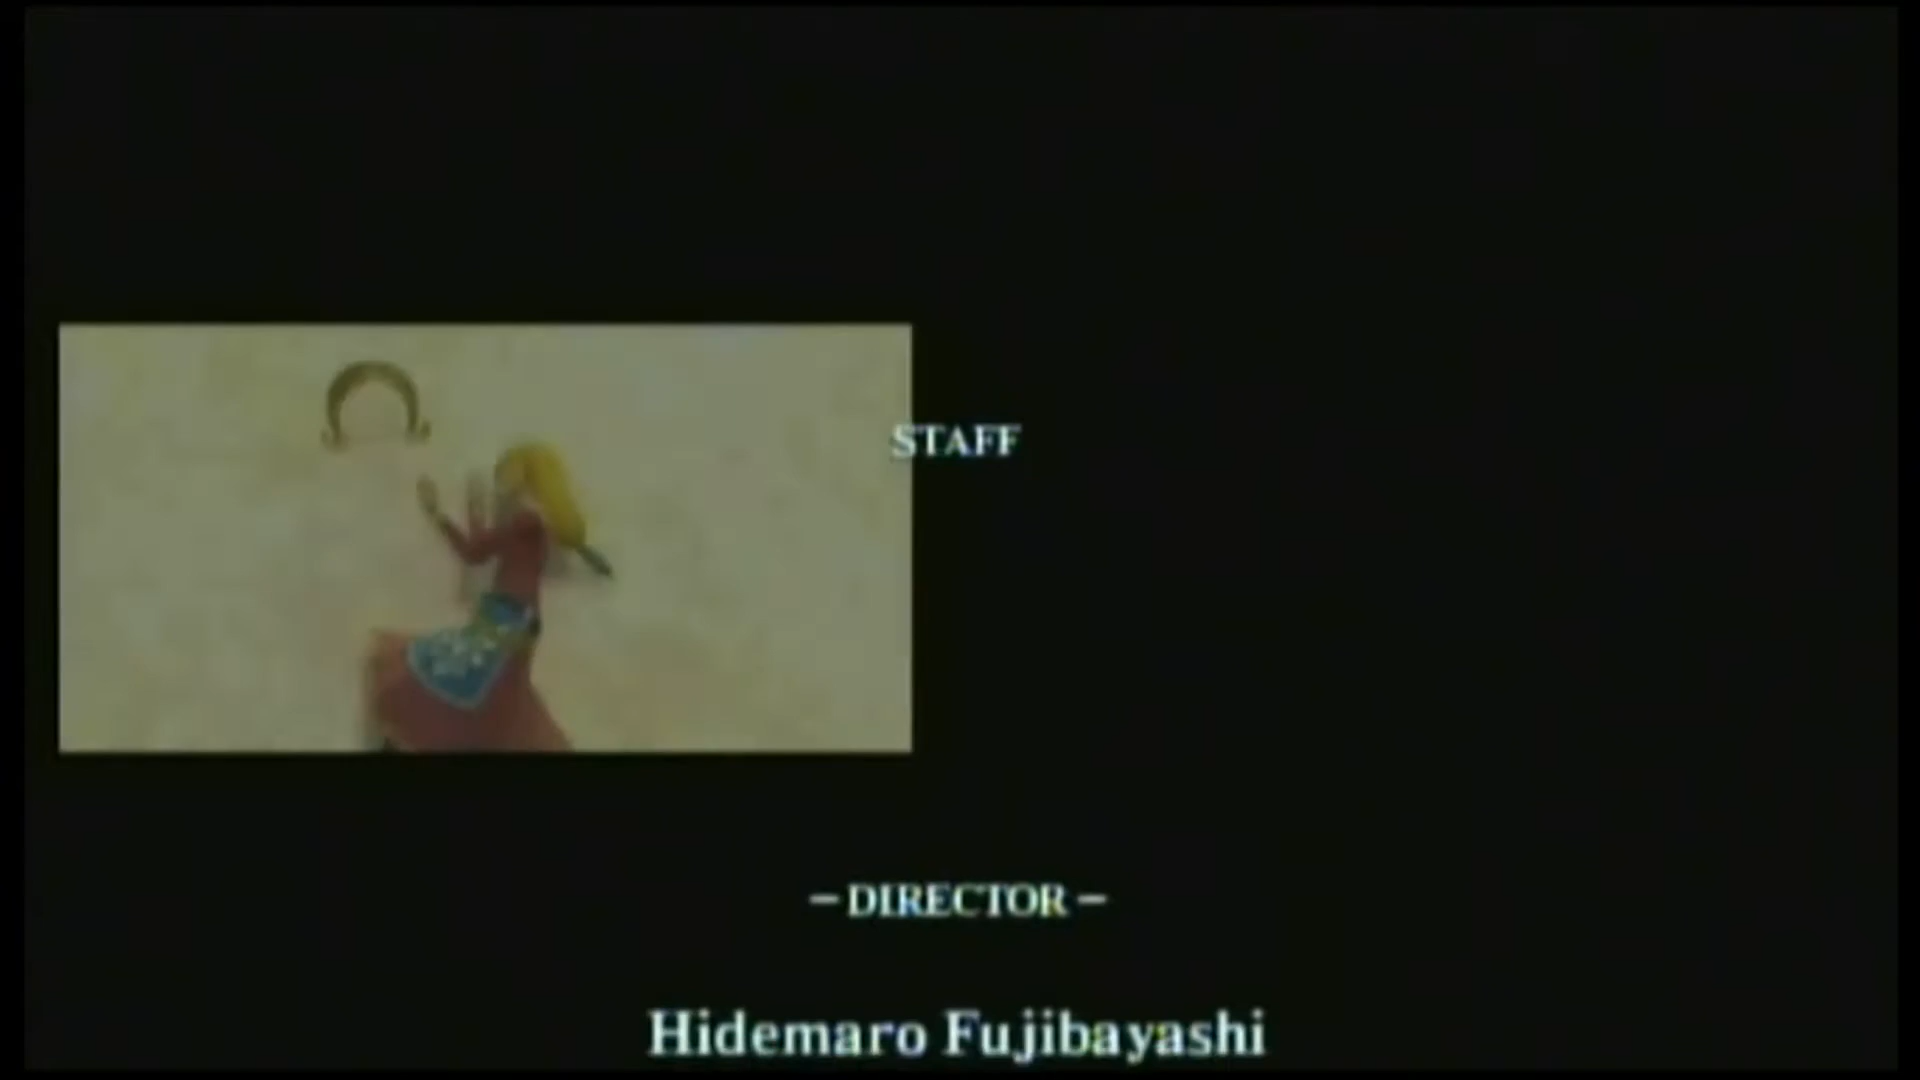 STAFF
– DIRECTOR –
Hidemaro Fujibayashi